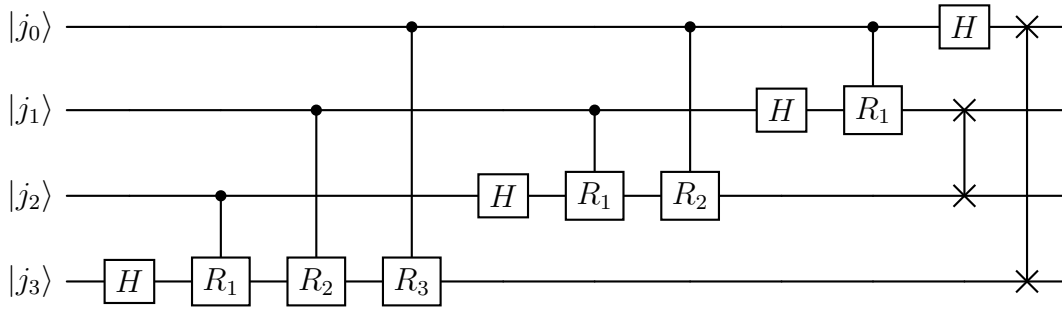 |j₀⟩ H
|j₁⟩ H R₁
|j₂⟩ H R₁ R₂
|j₃⟩ H R₁ R₂ R₃